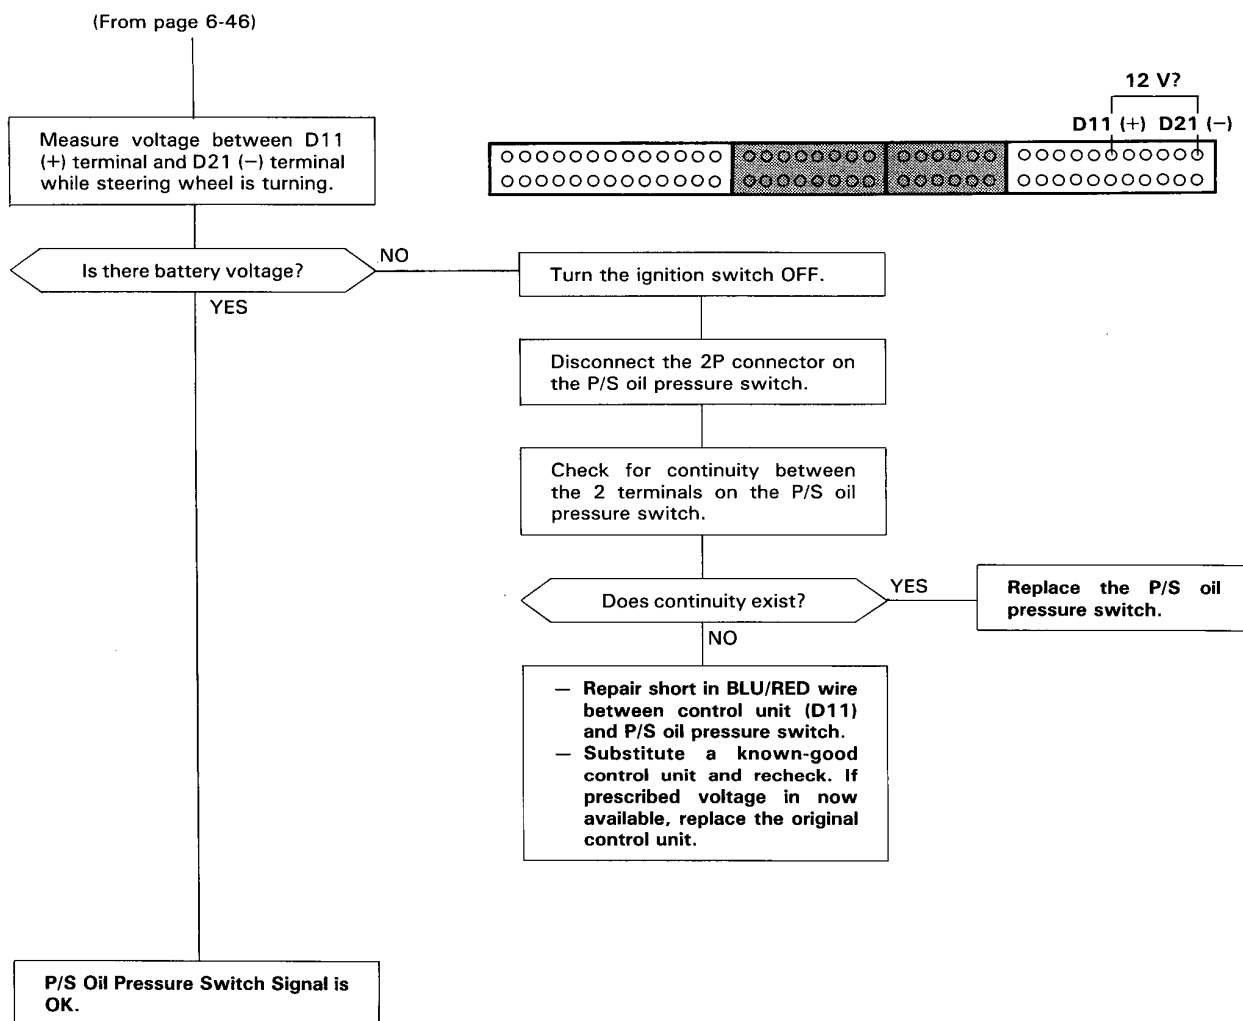 (From page 6-46)
Measure voltage between D11
(+) terminal and D21 (−) terminal
while steering wheel is turning.
12 V?
D11 (+) D21 (−)
Is there battery voltage?
NO
YES
Turn the ignition switch OFF.
Disconnect the 2P connector on
the P/S oil pressure switch.
Check for continuity between
the 2 terminals on the P/S oil
pressure switch.
Does continuity exist?
YES
Replace the P/S oil
pressure switch.
NO
— Repair short in BLU/RED wire
between control unit (D11)
and P/S oil pressure switch.
— Substitute a known-good
control unit and recheck. If
prescribed voltage in now
available, replace the original
control unit.
P/S Oil Pressure Switch Signal is
OK.